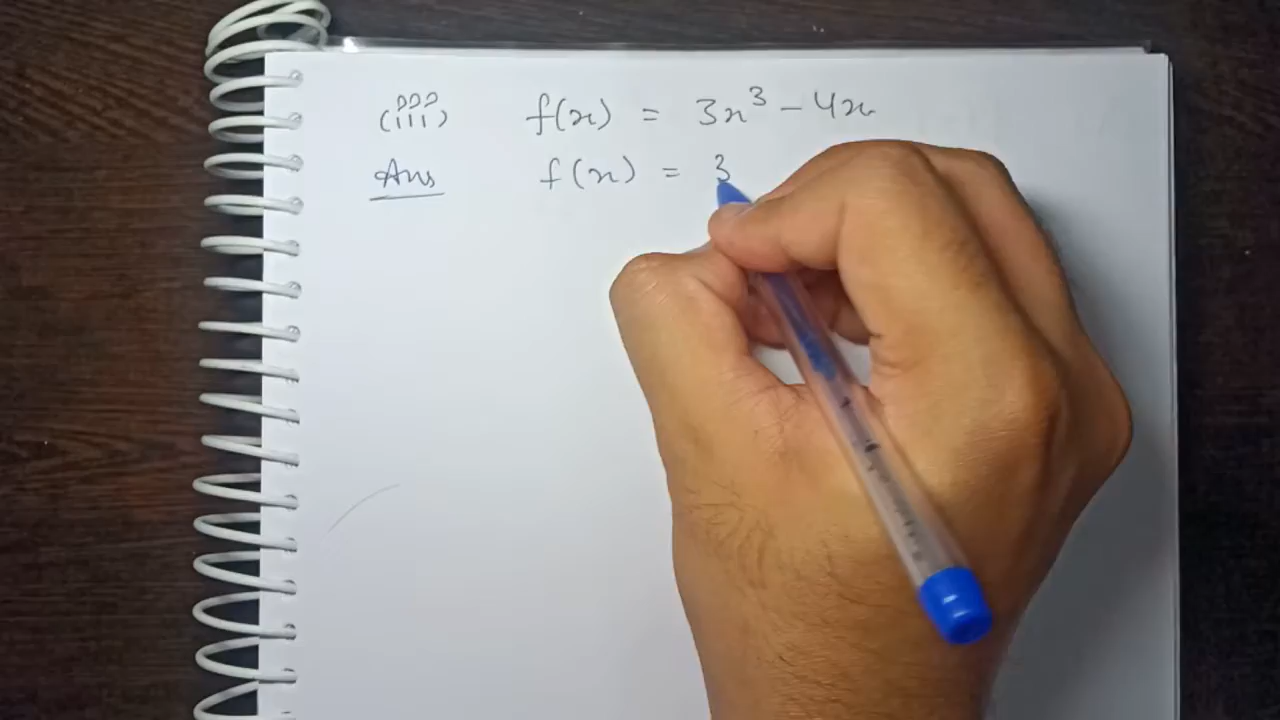 (iii) f(x) = 3x³ - 4x
Ans f(x) = 3